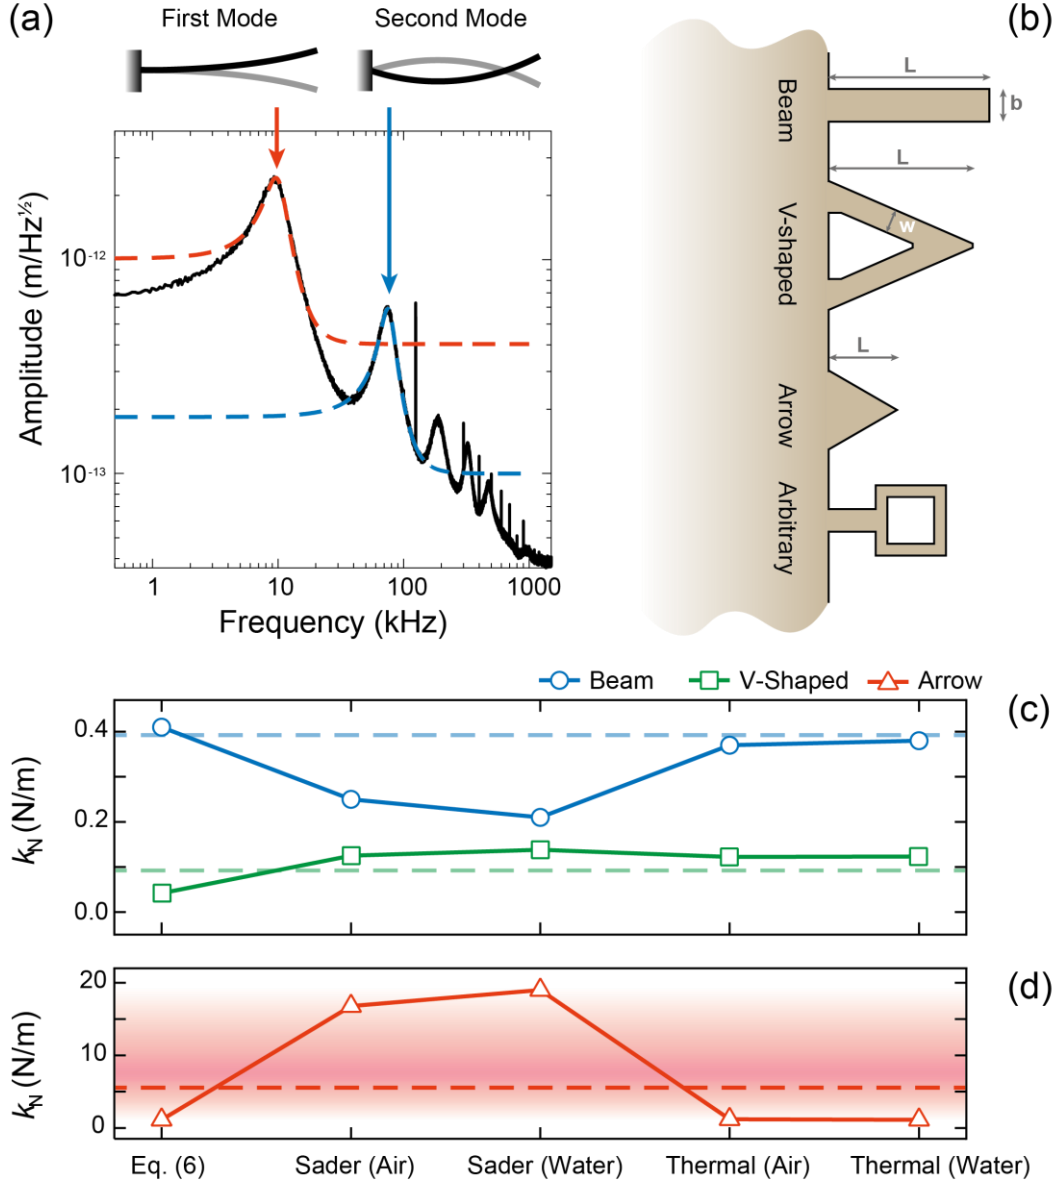 (a)
First Mode
Second Mode
Amplitude (m/Hz½)
10-12
10-13
1
10
100
1000
Frequency (kHz)
(b)
Beam
L
b
V-shaped
L
w
Arrow
L
Arbitrary
Beam
V-Shaped
Arrow
(c)
kN (N/m)
0.4
0.2
0.0
(d)
kN (N/m)
20
10
0
Eq. (6)
Sader (Air)
Sader (Water)
Thermal (Air)
Thermal (Water)